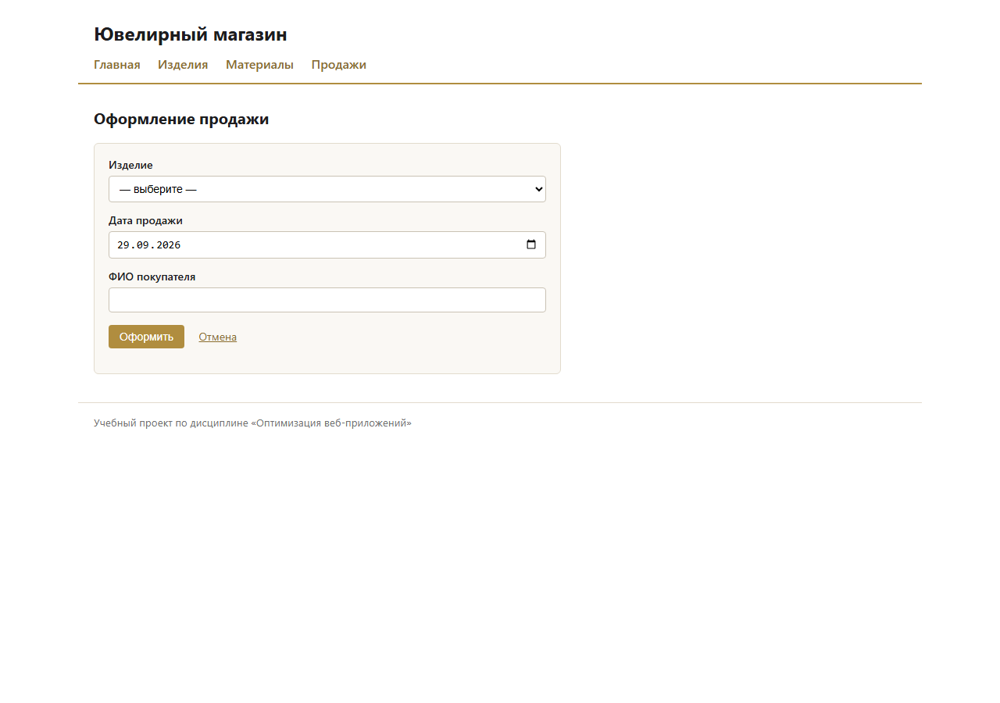 Ювелирный магазин
Главная Изделия Материалы Продажи
Оформление продажи
Изделие
— выберите —
Дата продажи
29.09.2026
ФИО покупателя
Оформить Отмена
Учебный проект по дисциплине «Оптимизация веб-приложений»